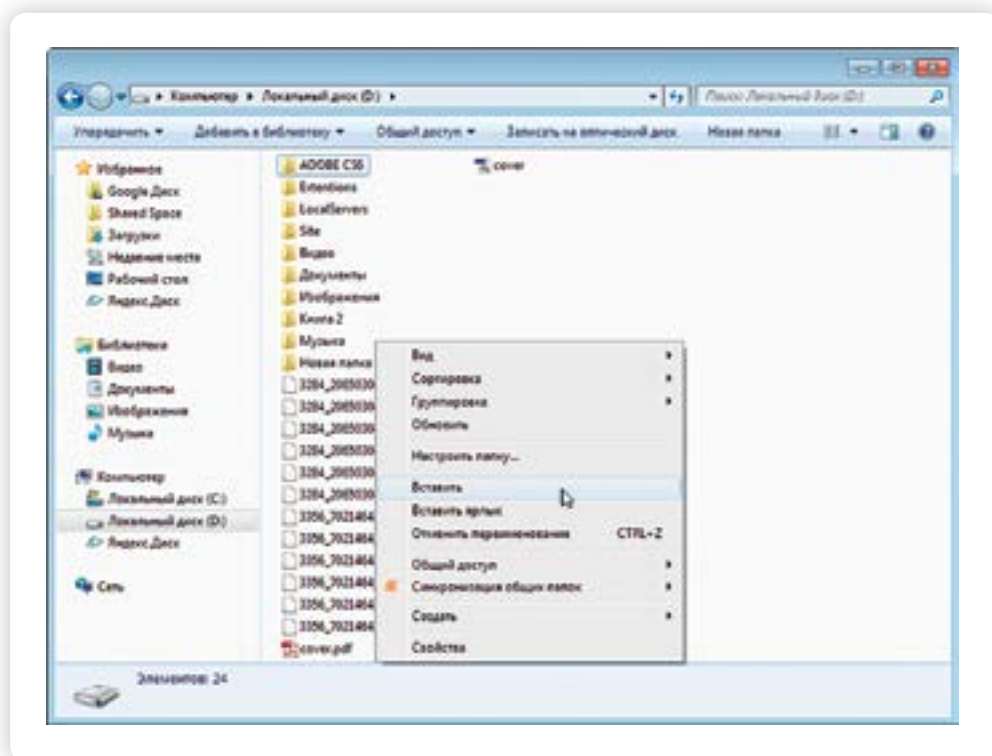 Компьютер ▸ Локальный диск (D:) ▸
Поиск: Локальный диск (D:)
Упорядочить
Добавить в библиотеку
Общий доступ
Записать на оптический диск
Новая папка
Избранное
Google Диск
Shared Space
Загрузки
Недавние места
Рабочий стол
Яндекс.Диск
Библиотеки
Видео
Документы
Изображения
Музыка
Компьютер
Локальный диск (C:)
Локальный диск (D:)
Яндекс.Диск
Сеть
ADOBE CS6
Extentions
LocalServers
Site
Видео
Документы
Изображения
Книга 2
Музыка
Новая папка
cover.pdf
cover
Вид
Сортировка
Группировка
Обновить
Настроить папку...
Вставить
Вставить ярлык
Отменить переименование CTRL+Z
Общий доступ
Синхронизация общих папок
Создать
Свойства
Элементов: 24